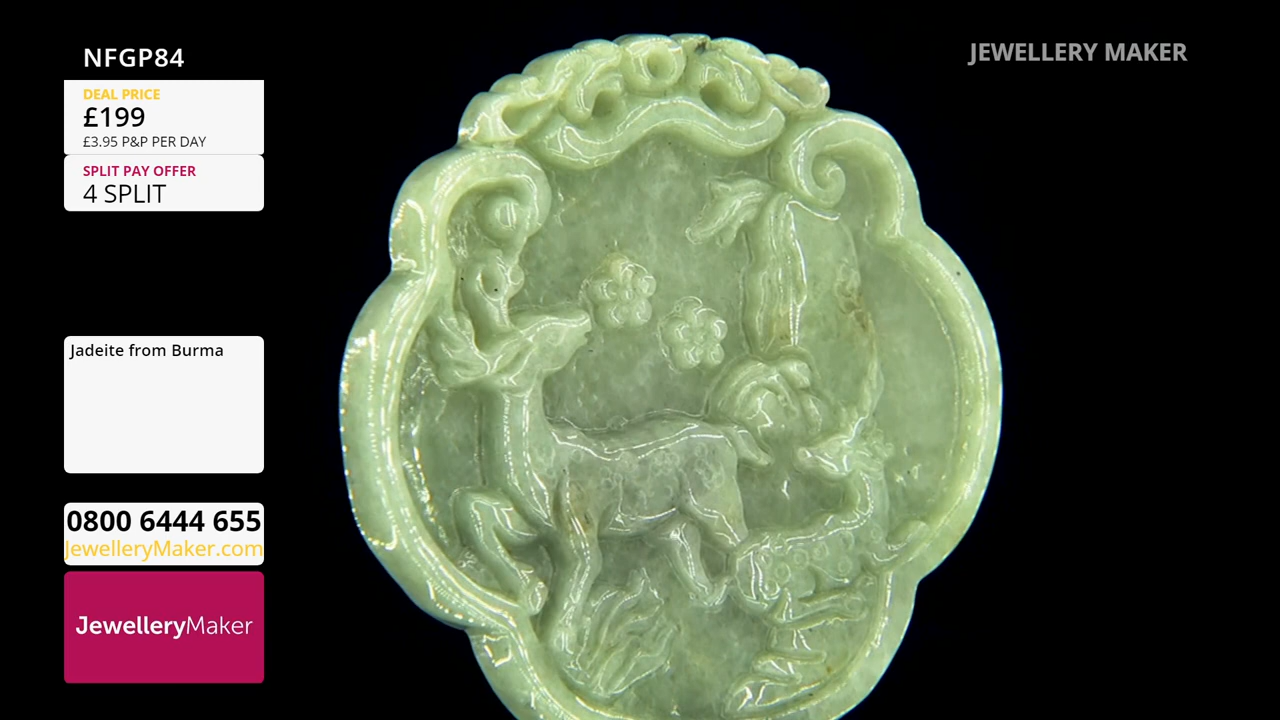 NFGP84
DEAL PRICE
£199
£3.95 P&P PER DAY
SPLIT PAY OFFER
4 SPLIT
Jadeite from Burma
0800 6444 655
JewelleryMaker.com
JewelleryMaker
JEWELLERY MAKER